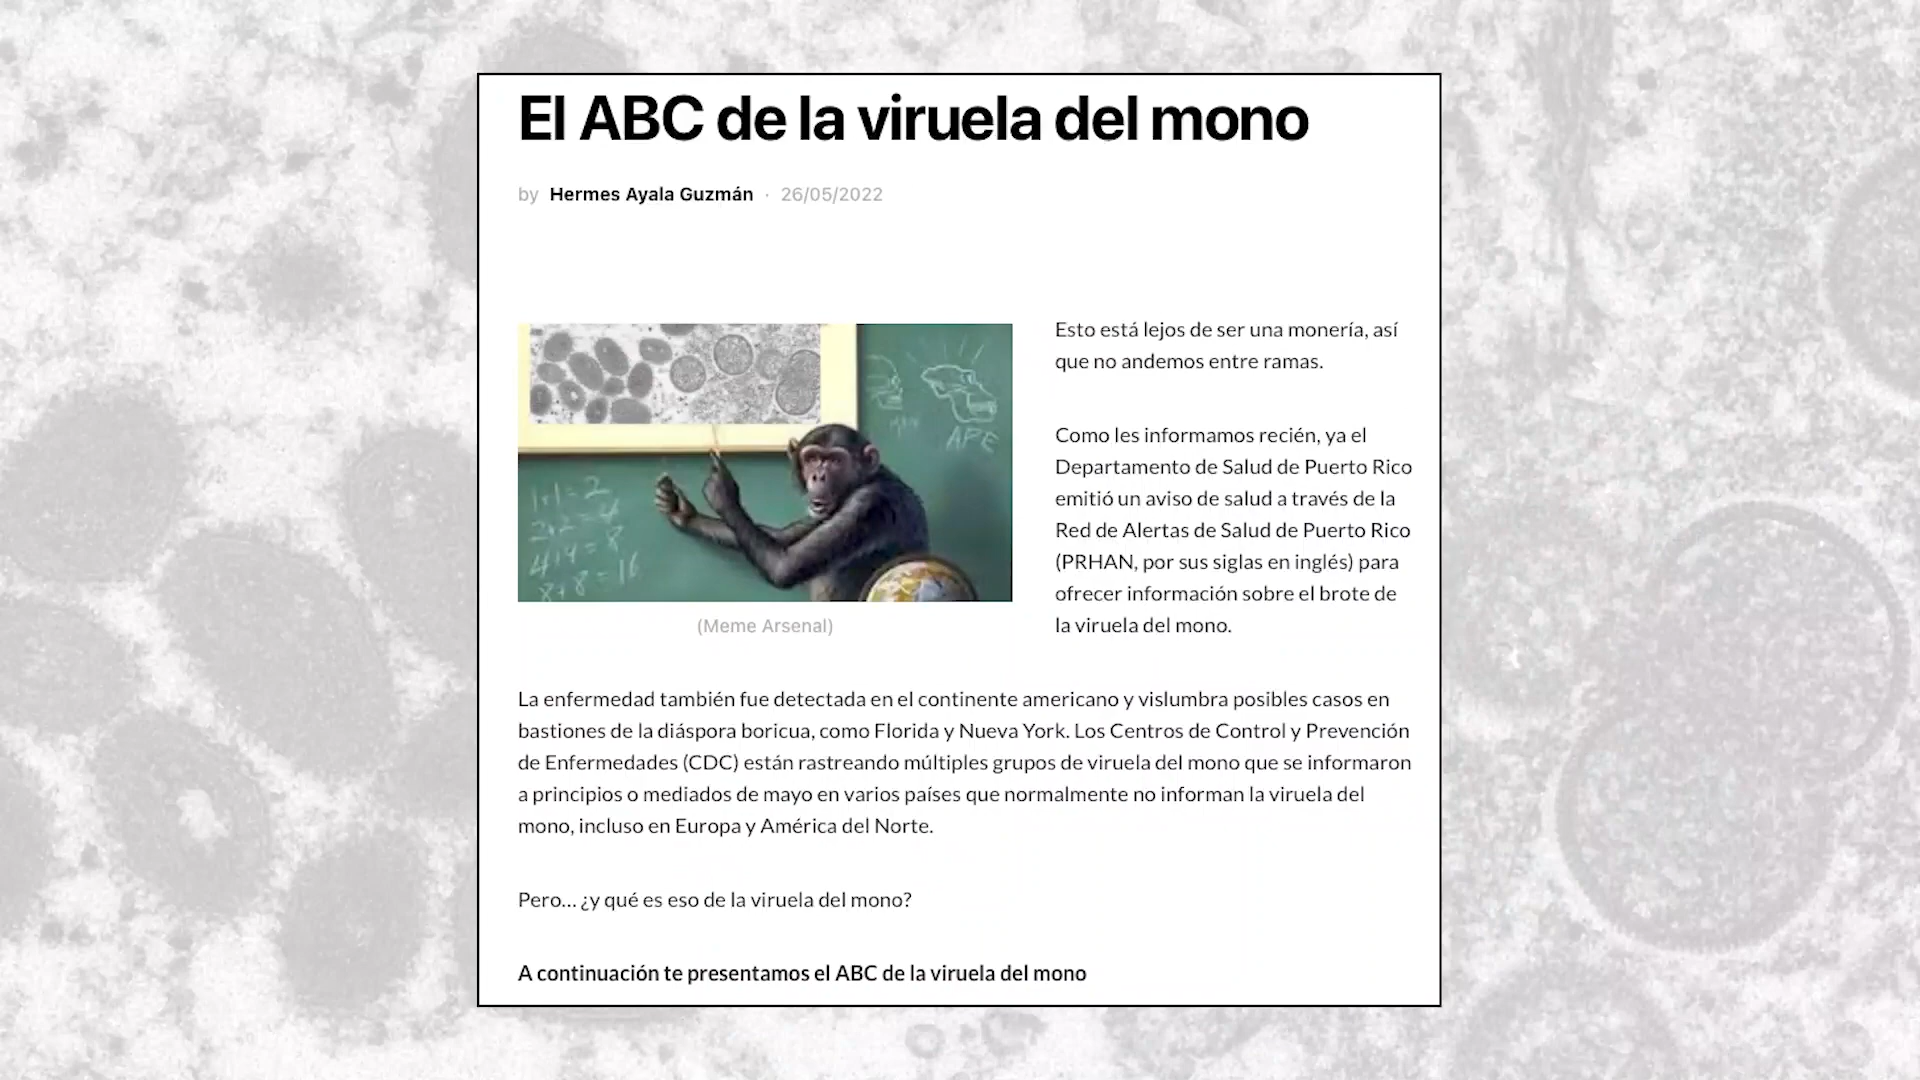 El ABC de la viruela del mono
by Hermes Ayala Guzmán · 26/05/2022
APE
1+1=2
2+2=4
4+4=8
8+8=16
(Meme Arsenal)
Esto está lejos de ser una monería, así
que no andemos entre ramas.
Como les informamos recién, ya el
Departamento de Salud de Puerto Rico
emitió un aviso de salud a través de la
Red de Alertas de Salud de Puerto Rico
(PRHAN, por sus siglas en inglés) para
ofrecer información sobre el brote de
la viruela del mono.
La enfermedad también fue detectada en el continente americano y vislumbra posibles casos en
bastiones de la diáspora boricua, como Florida y Nueva York. Los Centros de Control y Prevención
de Enfermedades (CDC) están rastreando múltiples grupos de viruela del mono que se informaron
a principios o mediados de mayo en varios países que normalmente no informan la viruela del
mono, incluso en Europa y América del Norte.
Pero... ¿y qué es eso de la viruela del mono?
A continuación te presentamos el ABC de la viruela del mono